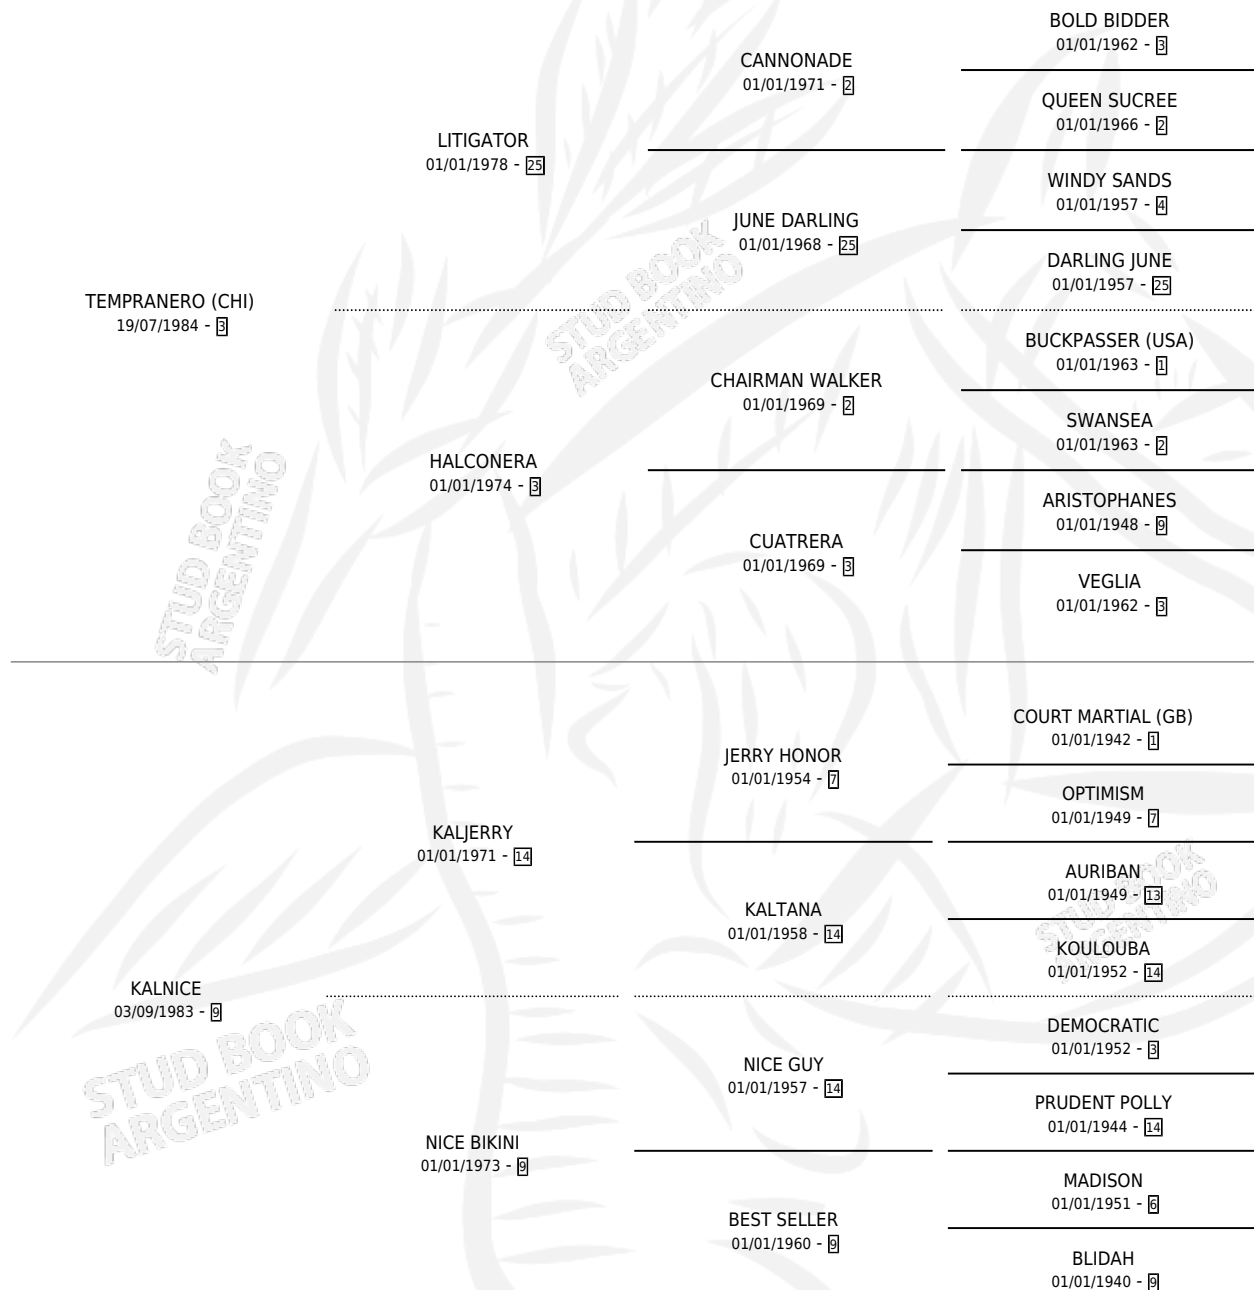 BOLD BIDDER
01/01/1962 - 3
CANNONADE
01/01/1971 - 2
QUEEN SUCREE
01/01/1966 - 2
LITIGATOR
01/01/1978 - 25
WINDY SANDS
01/01/1957 - 4
JUNE DARLING
01/01/1968 - 25
DARLING JUNE
01/01/1957 - 25
TEMPRANERO (CHI)
19/07/1984 - 3
STUD BOOK
ARGENTINO
BUCKPASSER (USA)
01/01/1963 - 1
CHAIRMAN WALKER
01/01/1969 - 2
SWANSEA
01/01/1963 - 2
HALCONERA
01/01/1974 - 3
ARISTOPHANES
01/01/1948 - 9
CUATRERA
01/01/1969 - 3
VEGLIA
01/01/1962 - 3
STUD BOOK
ARGENTINO
COURT MARTIAL (GB)
01/01/1942 - 1
JERRY HONOR
01/01/1954 - 7
OPTIMISM
01/01/1949 - 7
KALJERRY
01/01/1971 - 14
AURIBAN
01/01/1949 - 13
KALTANA
01/01/1958 - 14
STUD BOOK
ARGENTINO
KOULOUBA
01/01/1952 - 14
KALNICE
03/09/1983 - 9
DEMOCRATIC
01/01/1952 - 3
NICE GUY
01/01/1957 - 14
PRUDENT POLLY
01/01/1944 - 14
STUD BOOK
ARGENTINO
NICE BIKINI
01/01/1973 - 9
MADISON
01/01/1951 - 6
BEST SELLER
01/01/1960 - 9
BLIDAH
01/01/1940 - 9